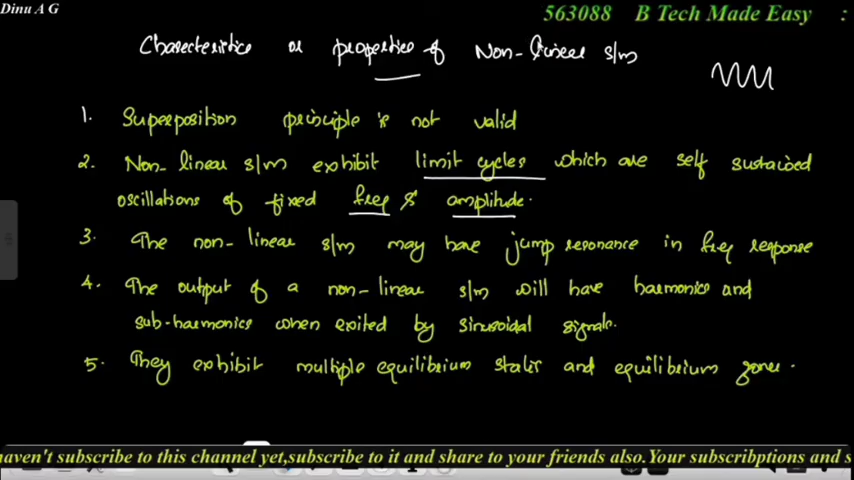 Dinu A G
563088 B Tech Made Easy :
Charecteristics or properties of Non-linear s/m
1. Superposition principle is not valid
2. Non-linear s/m exhibit limit cycles which are self sustained
oscillations of fixed freq & amplitude.
3. The non-linear s/m may have jump resonance in freq response
4. The output of a non-linear s/m will have harmonics and
sub-harmonics when exited by sinusoidal signals.
5. They exhibit multiple equilibrium states and equilibrium zones.
haven't subscribe to this channel yet,subscribe to it and share to your friends also.Your subscribptions and s